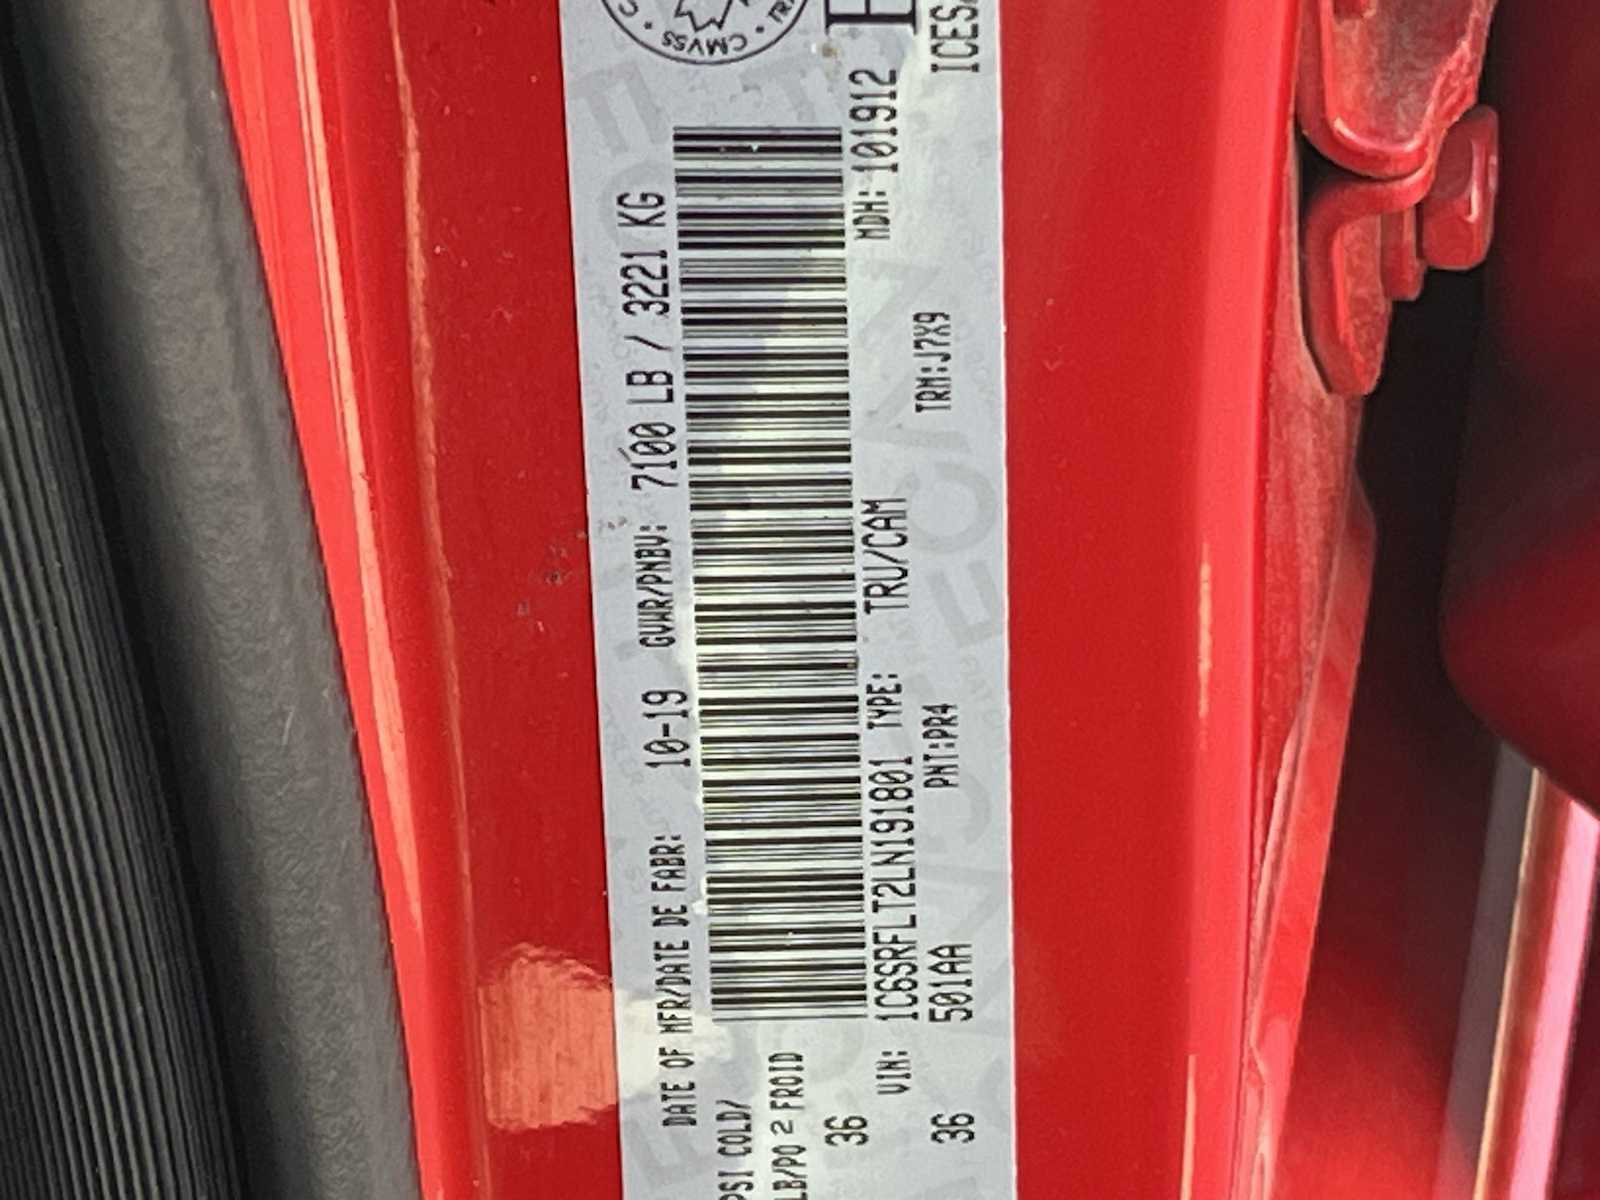 DATE OF MFR/DATE DE FABR: 10-19 GVWR/PNBV: 7100 LB / 3221 KG
PSI COLD/
LB/PO 2 FROID
36
VIN: 1C6SRFLT2LN191801 TYPE: TRU/CAM MDH: 101912
36 501AA PNT:PR4 TRM:J7X9
CMVSS